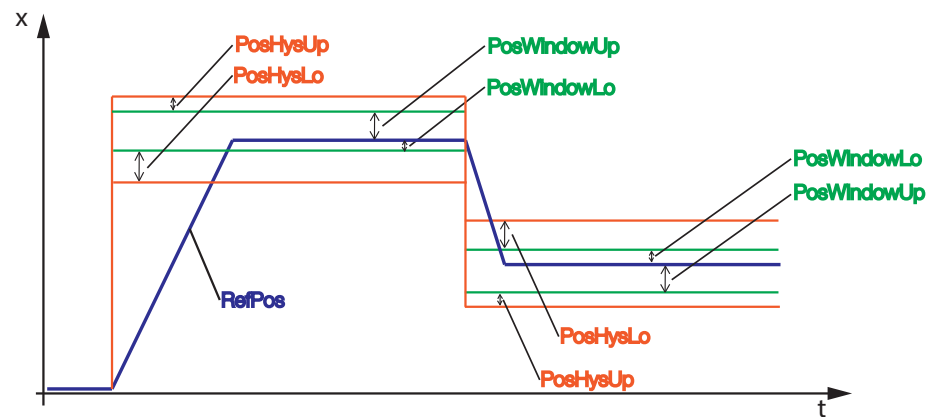 x
PosHysUp
PosHysLo
PosWindowUp
PosWindowLo
PosWindowLo
PosWindowUp
RefPos
PosHysLo
PosHysUp
t